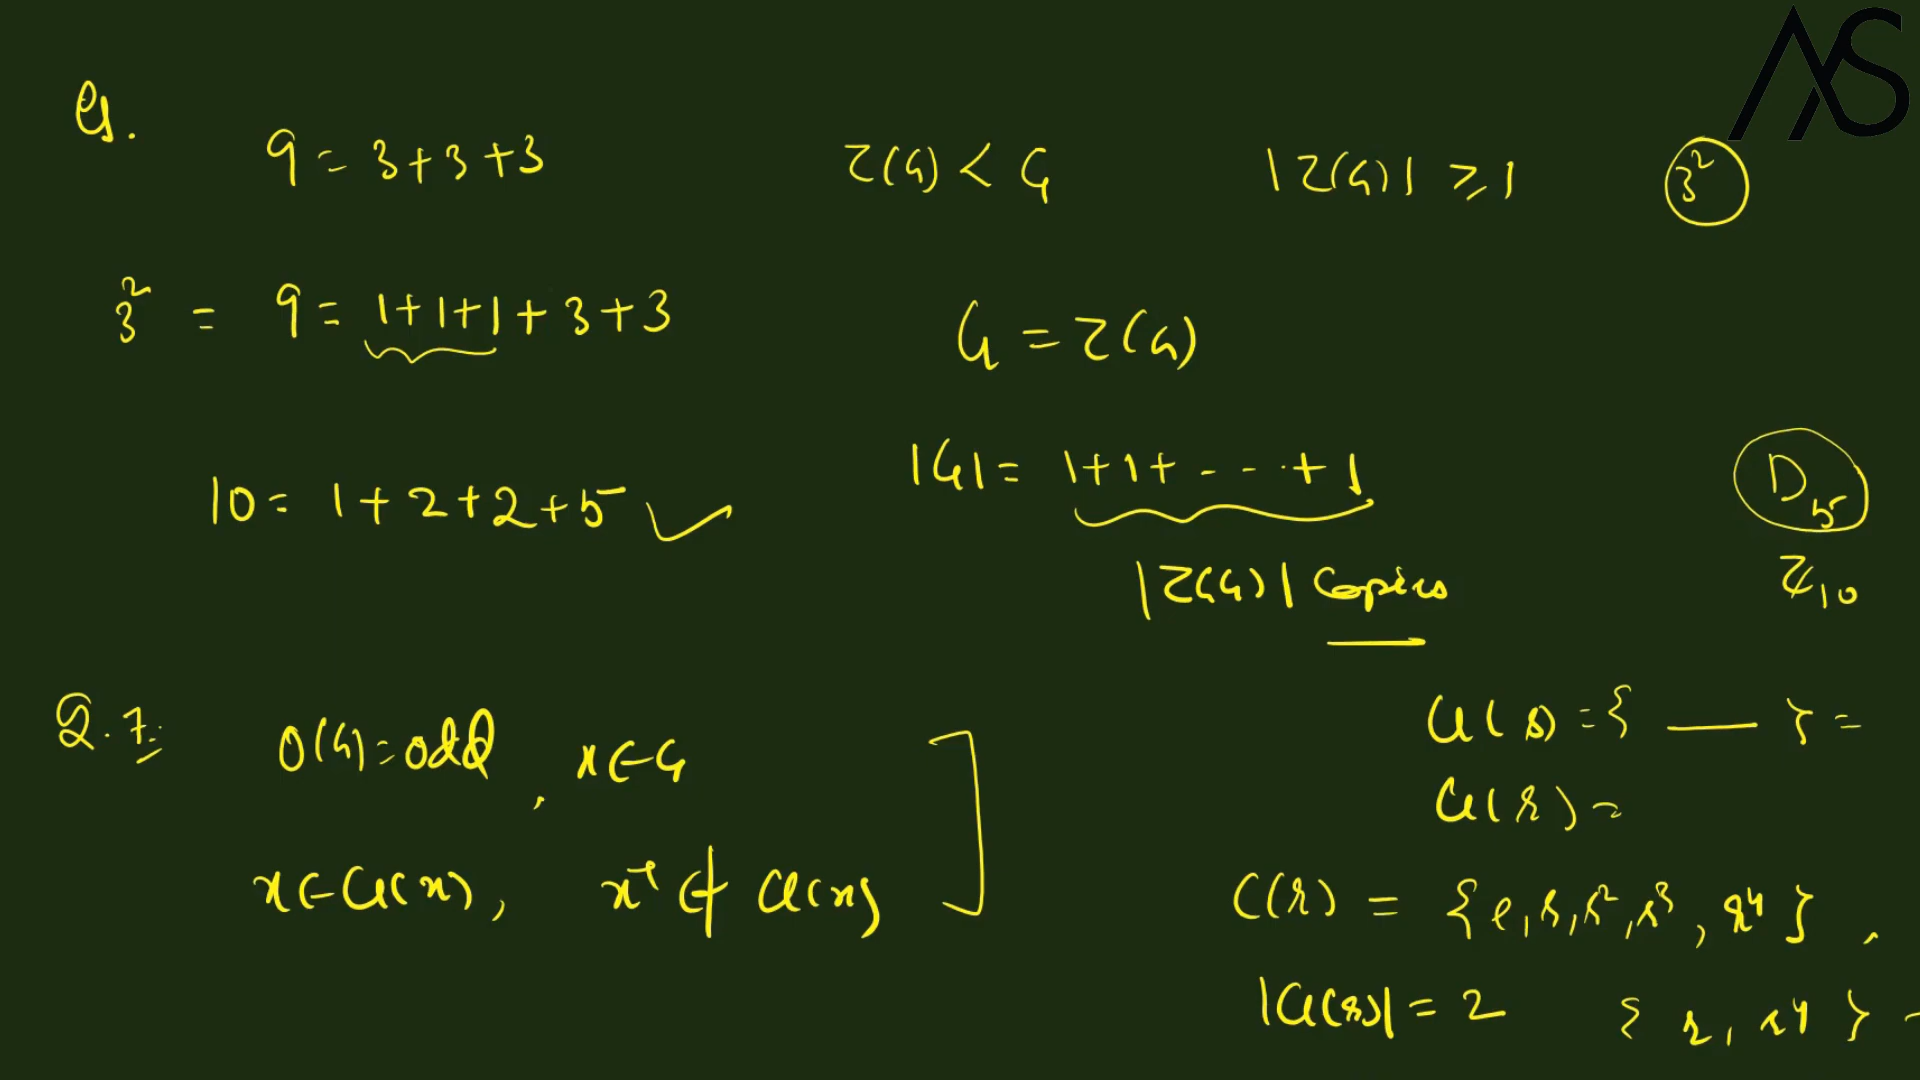 Q.
9 = 3+3+3
Z(G) < G
|Z(G)| ≥ 1
3²
3² = 9 = 1+1+1+3+3
G = Z(G)
10 = 1+2+2+5 ✓
|G| = 1+1+ - - - + 1
|Z(G)| Copies
D₅
Z₁₀
Q.7.
O(G) = odd, x ∈ G
x ∈ Cl(x), x⁻¹ ∉ Cl(x)
Cl(s) = { — } =
Cl(r) =
C(r) = {e, r, r², r³, r⁴},
|Cl(r)| = 2 { r, r⁴ } -
AS